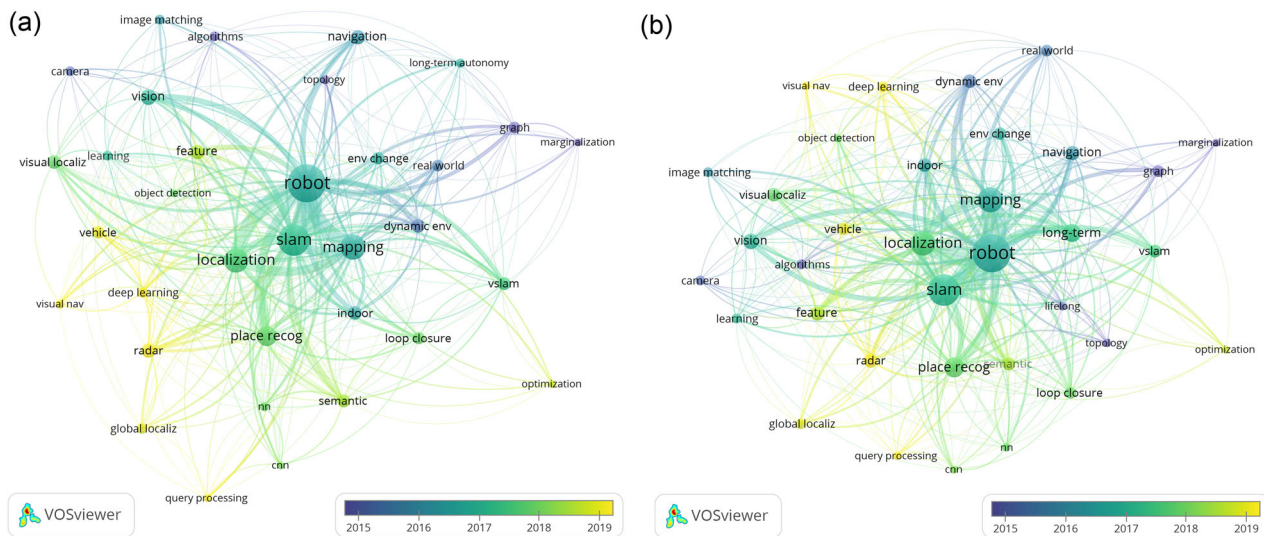 (a)
image matching
algorithms
navigation
camera
topology
long-term autonomy
vision
graph
marginalization
visual localiz
learning
feature
env change
real world
object detection
robot
vehicle
slam
mapping
dynamic env
localization
visual nav
deep learning
vslam
indoor
radar
place recog
loop closure
optimization
nn
semantic
global localiz
cnn
query processing
VOSviewer
2015 2016 2017 2018 2019
(b)
real world
visual nav
deep learning
dynamic env
object detection
env change
marginalization
image matching
indoor
navigation
graph
visual localiz
mapping
vision
vehicle
localization
long-term
algorithms
robot
vslam
camera
slam
lifelong
learning
feature
topology
optimization
radar
place recog
semantic
loop closure
global localiz
nn
query processing
cnn
VOSviewer
2015 2016 2017 2018 2019